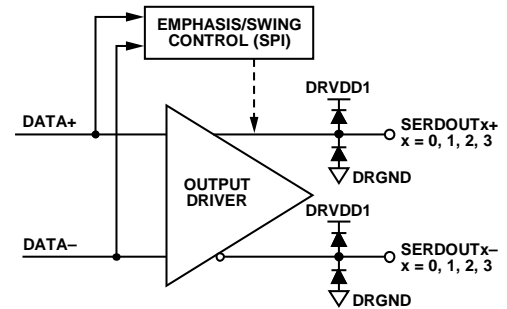 EMPHASIS/SWING
CONTROL (SPI)
DRVDD1
DATA+
SERDOUTx+
x = 0, 1, 2, 3
DRGND
OUTPUT
DRIVER
DRVDD1
DATA–
SERDOUTx–
x = 0, 1, 2, 3
DRGND